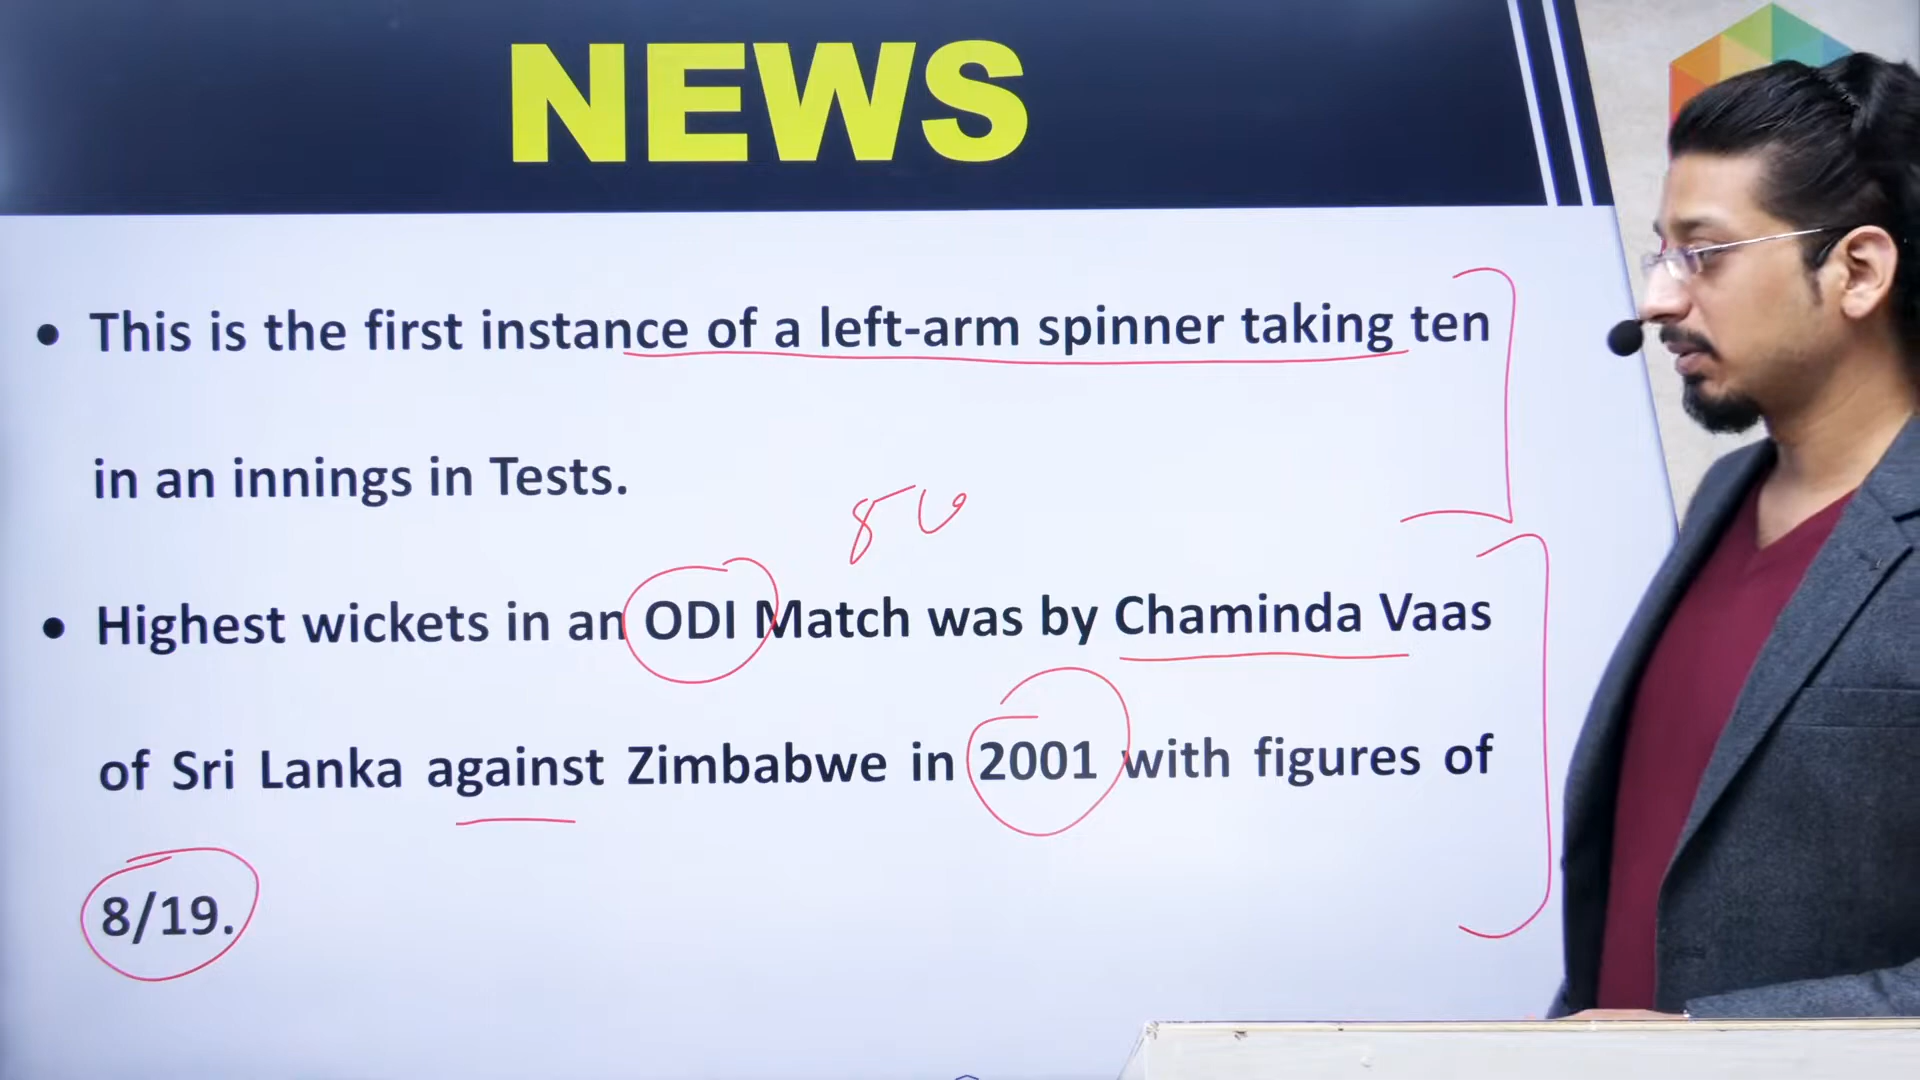 NEWS
• This is the first instance of a left-arm spinner taking ten
in an innings in Tests.
• Highest wickets in an ODI Match was by Chaminda Vaas
of Sri Lanka against Zimbabwe in 2001 with figures of
8/19.